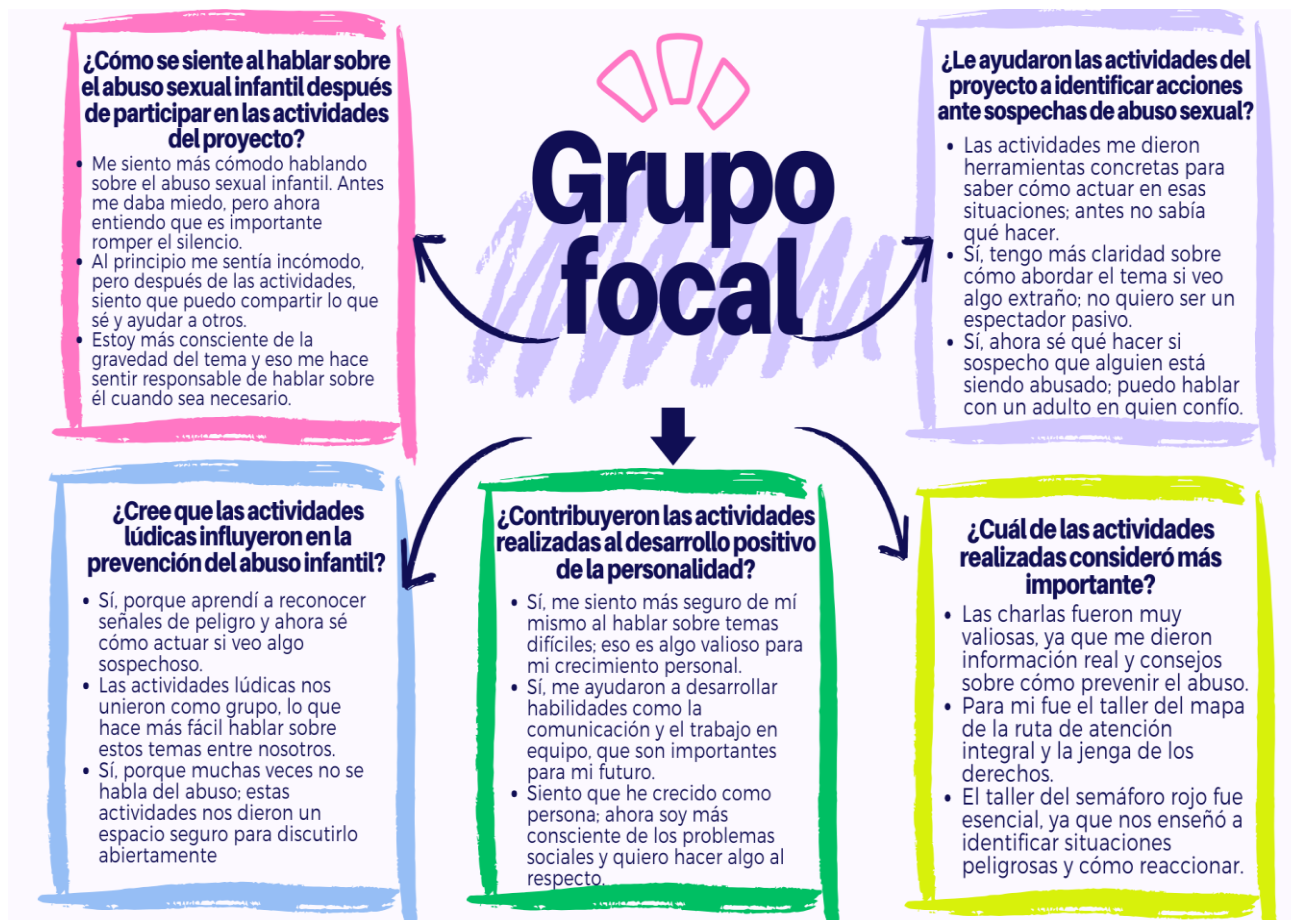 Grupo
focal
¿Cómo se siente al hablar sobre
el abuso sexual infantil después
de participar en las actividades
del proyecto?
• Me siento más cómodo hablando
sobre el abuso sexual infantil. Antes
me daba miedo, pero ahora
entiendo que es importante
romper el silencio.
• Al principio me sentía incómodo,
pero después de las actividades,
siento que puedo compartir lo que
sé y ayudar a otros.
• Estoy más consciente de la
gravedad del tema y eso me hace
sentir responsable de hablar sobre
él cuando sea necesario.
¿Le ayudaron las actividades del
proyecto a identificar acciones
ante sospechas de abuso sexual?
• Las actividades me dieron
herramientas concretas para
saber cómo actuar en esas
situaciones; antes no sabía
qué hacer.
• Sí, tengo más claridad sobre
cómo abordar el tema si veo
algo extraño; no quiero ser un
espectador pasivo.
• Sí, ahora sé qué hacer si
sospecho que alguien está
siendo abusado; puedo hablar
con un adulto en quien confío.
¿Cree que las actividades
lúdicas influyeron en la
prevención del abuso infantil?
• Sí, porque aprendí a reconocer
señales de peligro y ahora sé
cómo actuar si veo algo
sospechoso.
• Las actividades lúdicas nos
unieron como grupo, lo que
hace más fácil hablar sobre
estos temas entre nosotros.
• Sí, porque muchas veces no se
habla del abuso; estas
actividades nos dieron un
espacio seguro para discutirlo
abiertamente
¿Contribuyeron las actividades
realizadas al desarrollo positivo
de la personalidad?
• Sí, me siento más seguro de mí
mismo al hablar sobre temas
difíciles; eso es algo valioso para
mi crecimiento personal.
• Sí, me ayudaron a desarrollar
habilidades como la
comunicación y el trabajo en
equipo, que son importantes
para mi futuro.
• Siento que he crecido como
persona; ahora soy más
consciente de los problemas
sociales y quiero hacer algo al
respecto.
¿Cuál de las actividades
realizadas consideró más
importante?
• Las charlas fueron muy
valiosas, ya que me dieron
información real y consejos
sobre cómo prevenir el abuso.
• Para mi fue el taller del mapa
de la ruta de atención
integral y la jenga de los
derechos.
• El taller del semáforo rojo fue
esencial, ya que nos enseñó a
identificar situaciones
peligrosas y cómo reaccionar.